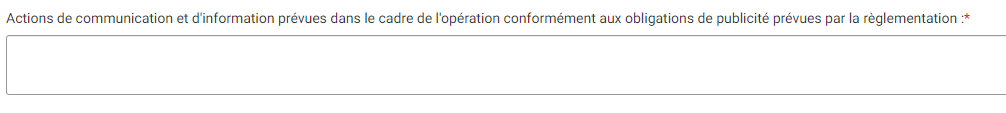 Actions de communication et d'information prévues dans le cadre de l'opération conformément aux obligations de publicité prévues par la règlementation :*